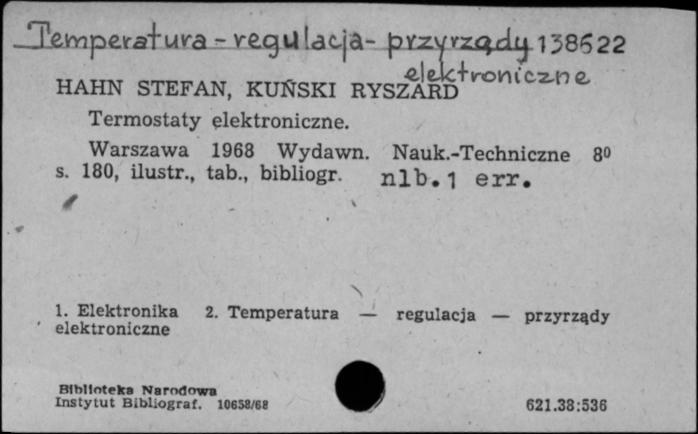 Temperatura - regulacja - przyrządy 138622
elektroniczne
HAHN STEFAN, KUŃSKI RYSZARD
Termostaty elektroniczne.
Warszawa 1968 Wydawn. Nauk.-Techniczne 8⁰
s. 180, ilustr., tab., bibliogr. nlb. 1 err.
1. Elektronika 2. Temperatura — regulacja — przyrządy
elektroniczne
Biblioteka Narodowa
Instytut Bibliograf. 10658/68
621.38:536